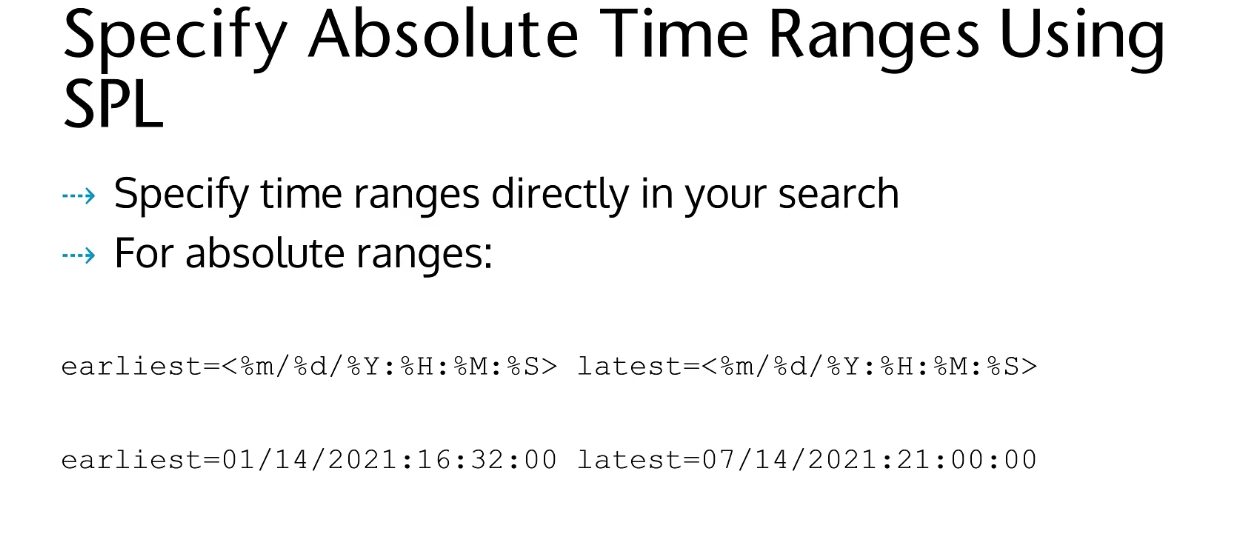 Specify Absolute Time Ranges Using
SPL
⇢ Specify time ranges directly in your search
⇢ For absolute ranges:
earliest=<%m/%d/%Y:%H:%M:%S> latest=<%m/%d/%Y:%H:%M:%S>
earliest=01/14/2021:16:32:00 latest=07/14/2021:21:00:00